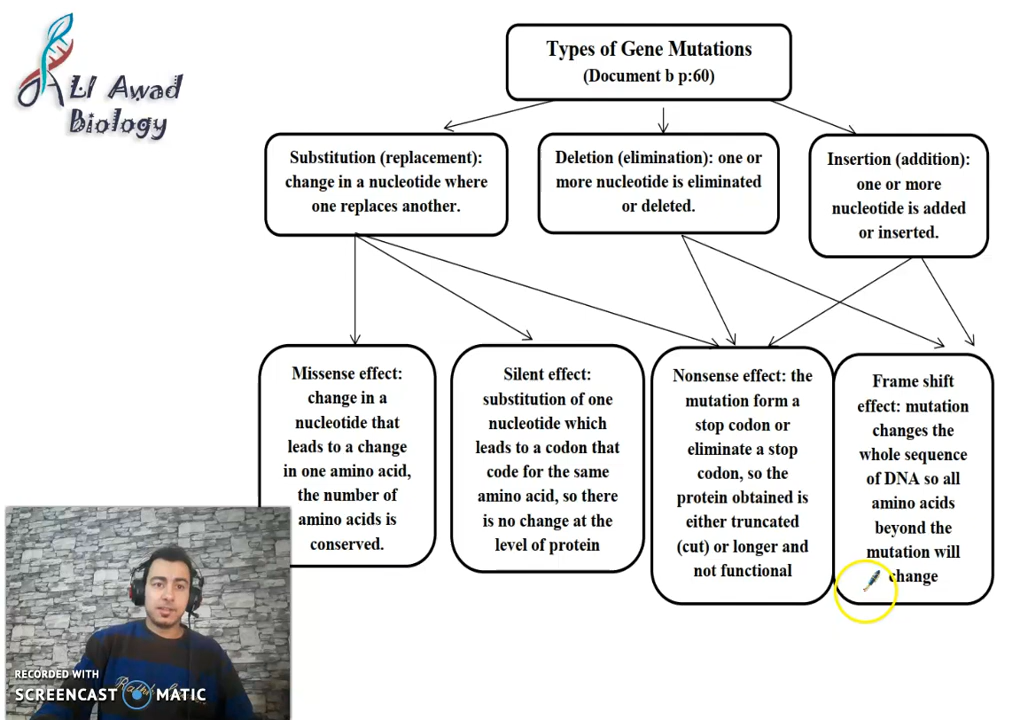 ALI Awad
Biology
Types of Gene Mutations
(Document b p:60)
Substitution (replacement):
change in a nucleotide where
one replaces another.
Deletion (elimination): one or
more nucleotide is eliminated
or deleted.
Insertion (addition):
one or more
nucleotide is added
or inserted.
Missense effect:
change in a
nucleotide that
leads to a change
in one amino acid,
the number of
amino acids is
conserved.
Silent effect:
substitution of one
nucleotide which
leads to a codon that
code for the same
amino acid, so there
is no change at the
level of protein
Nonsense effect: the
mutation form a
stop codon or
eliminate a stop
codon, so the
protein obtained is
either truncated
(cut) or longer and
not functional
Frame shift
effect: mutation
changes the
whole sequence
of DNA so all
amino acids
beyond the
mutation will
change
RECORDED WITH
SCREENCAST MATIC